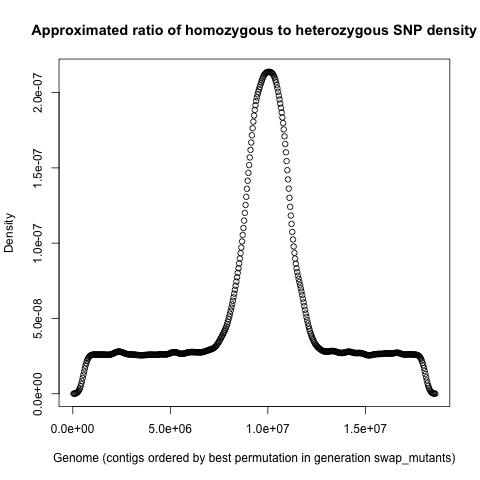 Approximated ratio of homozygous to heterozygous SNP density
2.0e-07
1.5e-07
1.0e-07
5.0e-08
0.0e+00
Density
0.0e+00 5.0e+06 1.0e+07 1.5e+07
Genome (contigs ordered by best permutation in generation swap_mutants)